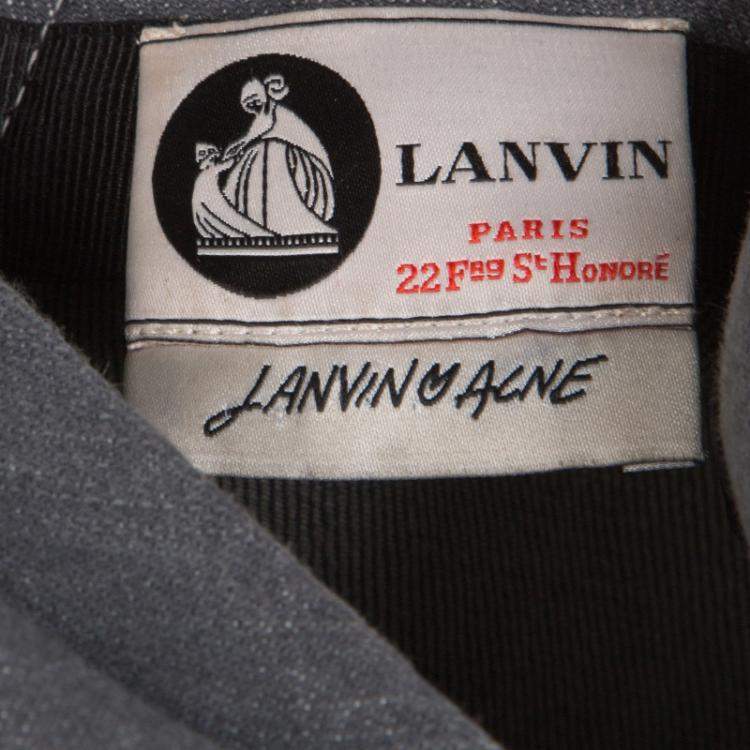 LANVIN
PARIS
22 Fbg St HONORÉ
LANVIN ♥ ACNE